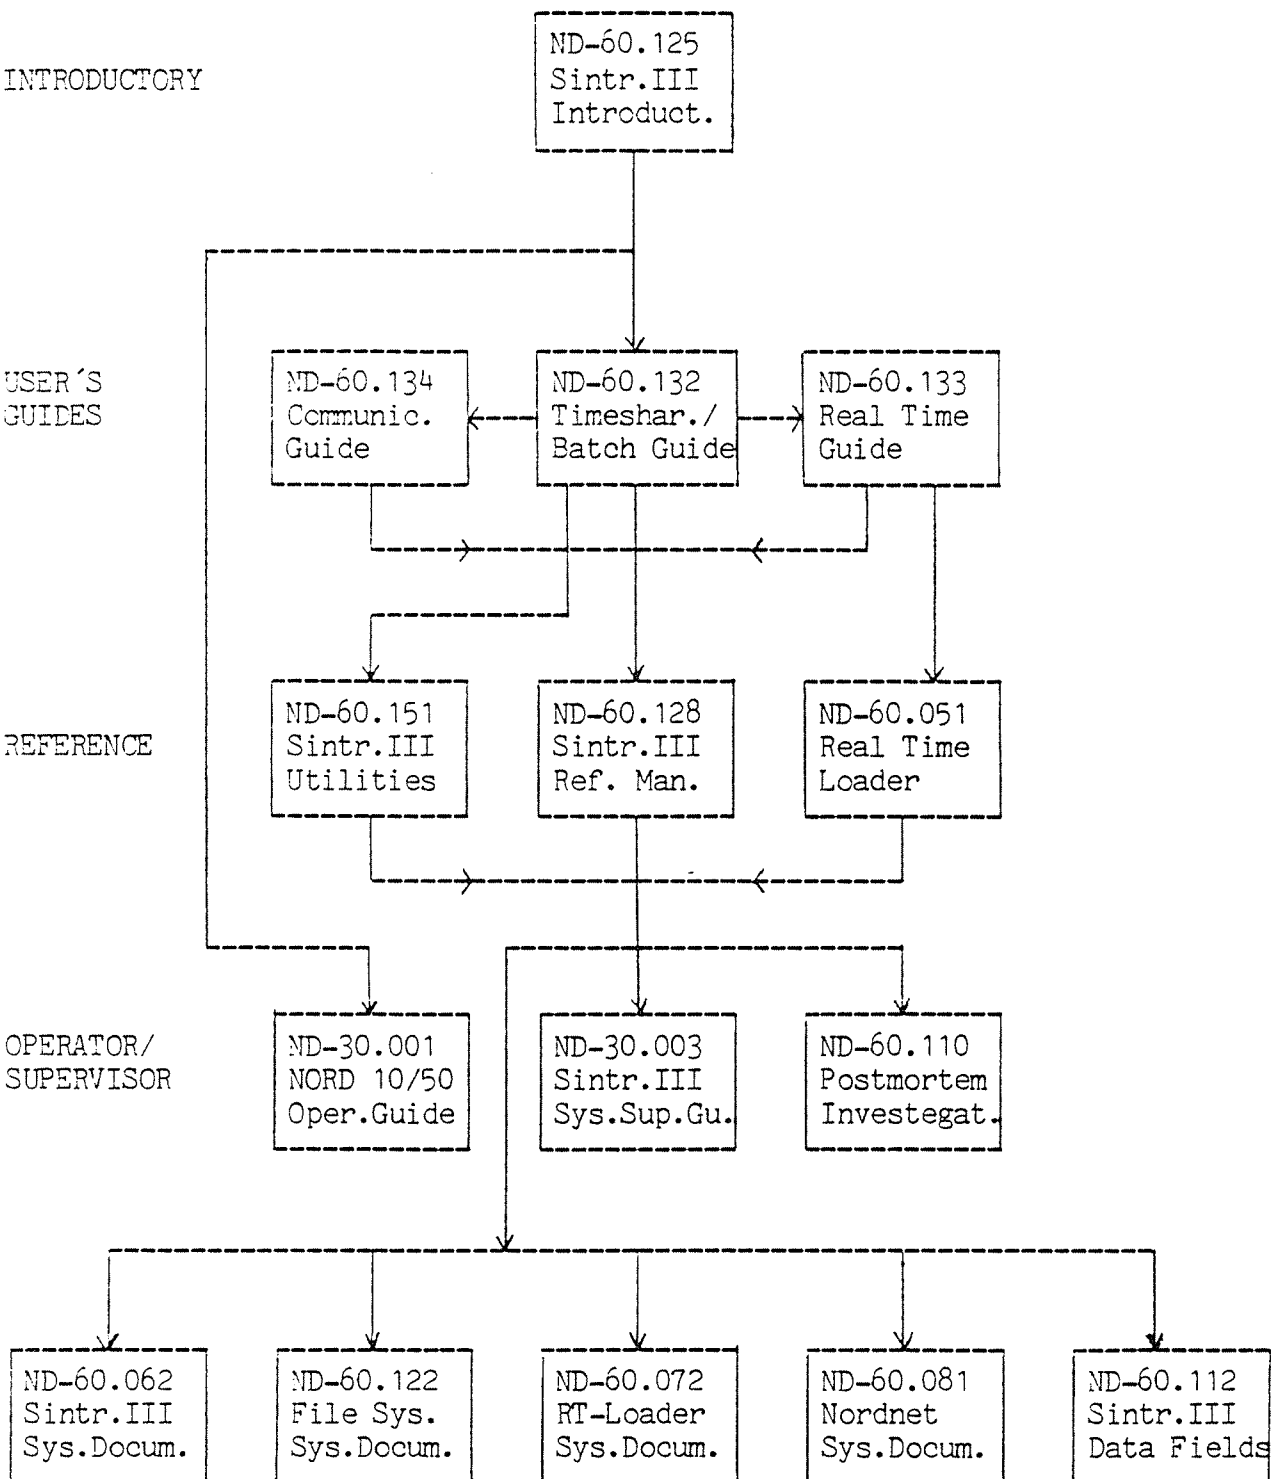 INTRODUCTORY
ND-60.125
Sintr.III
Introduct.
USER´S
GUIDES
ND-60.134
Communic.
Guide
ND-60.132
Timeshar./
Batch Guide
ND-60.133
Real Time
Guide
REFERENCE
ND-60.151
Sintr.III
Utilities
ND-60.128
Sintr.III
Ref. Man.
ND-60.051
Real Time
Loader
OPERATOR/
SUPERVISOR
ND-30.001
NORD 10/50
Oper.Guide
ND-30.003
Sintr.III
Sys.Sup.Gu.
ND-60.110
Postmortem
Investegat.
ND-60.062
Sintr.III
Sys.Docum.
ND-60.122
File Sys.
Sys.Docum.
ND-60.072
RT-Loader
Sys.Docum.
ND-60.081
Nordnet
Sys.Docum.
ND-60.112
Sintr.III
Data Fields